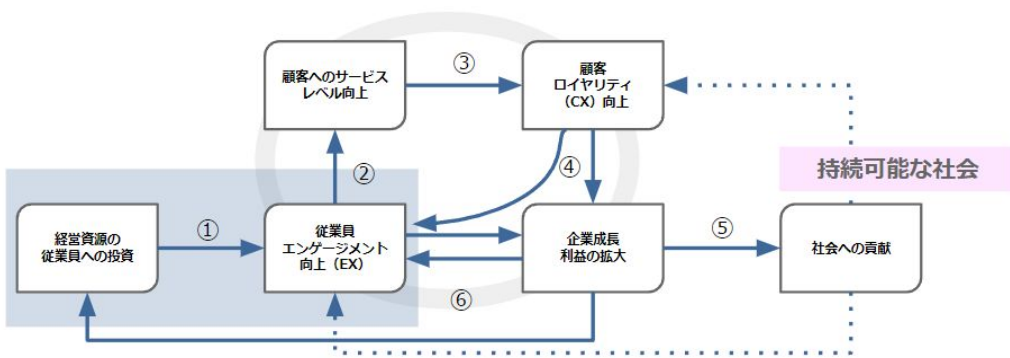 顧客へのサービス
レベル向上
③
顧客
ロイヤリティ
（CX）向上
②
④
持続可能な社会
経営資源の
従業員への投資
①
従業員
エンゲージメント
向上（EX）
企業成長
利益の拡大
⑤
社会への貢献
⑥